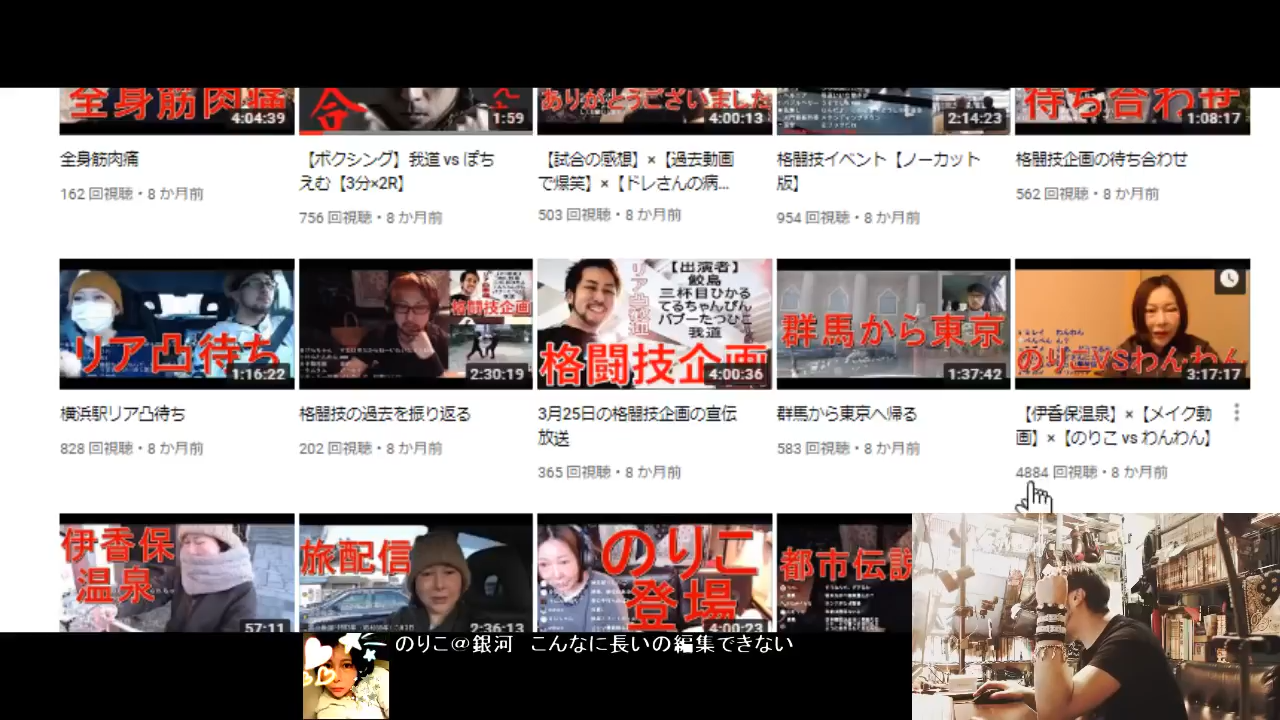 全身筋肉痛
4:04:39
合
1:59
ありがとうございました
4:00:13
2:14:23
待ち合わせ
1:08:17
全身筋肉痛
162 回視聴・8 か月前
【ボクシング】我道 vs ぽち
えむ【3分×2R】
756 回視聴・8 か月前
【試合の感想】×【過去動画
で爆笑】×【ドレさんの病...
503 回視聴・8 か月前
格闘技イベント【ノーカット
版】
954 回視聴・8 か月前
格闘技企画の待ち合わせ
562 回視聴・8 か月前
リア凸待ち
1:16:22
格闘技企画
2:30:19
【出演者】
鮫島
三杯目ひかる
てるちゃんぴん
バブーたつひこ
我道
格闘技企画
4:00:36
群馬から東京
1:37:42
のりこVSわんわん
3:17:17
横浜駅リア凸待ち
828 回視聴・8 か月前
格闘技の過去を振り返る
202 回視聴・8 か月前
3月25日の格闘技企画の宣伝
放送
365 回視聴・8 か月前
群馬から東京へ帰る
583 回視聴・8 か月前
【伊香保温泉】×【メイク動
画】×【のりこ vs わんわん】
4884 回視聴・8 か月前
伊香保
温泉
57:11
旅配信
2:36:13
のりこ
登場
4:00:23
都市伝説
のりこ＠銀河 こんなに長いの編集できない